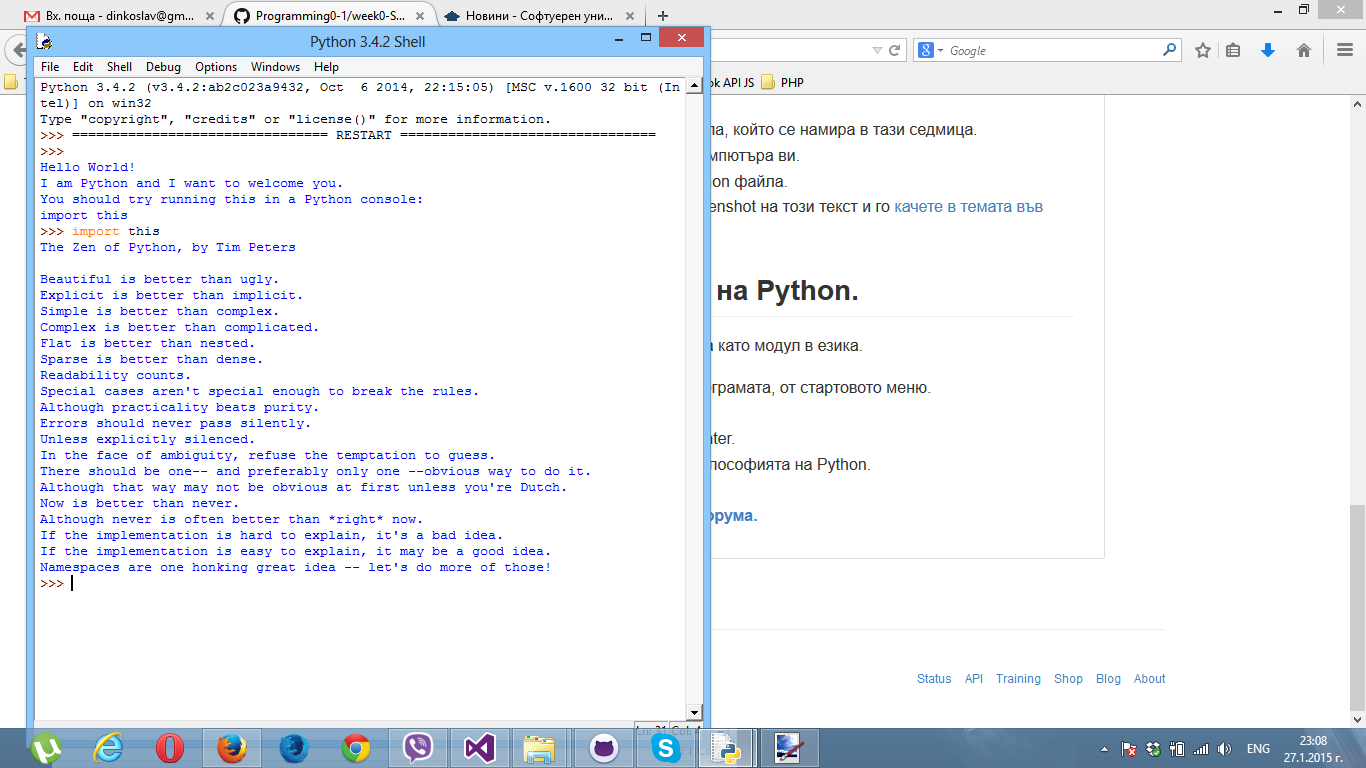 Вх. поща - dinkoslav@gm...
Programming0-1/week0-S...
Новини - Софтуерен уни...
Google
ok API JS
PHP
Python 3.4.2 Shell
File Edit Shell Debug Options Windows Help
Python 3.4.2 (v3.4.2:ab2c023a9432, Oct  6 2014, 22:15:05) [MSC v.1600 32 bit (In
tel)] on win32
Type "copyright", "credits" or "license()" for more information.
>>> ================================ RESTART ================================
>>>
Hello World!
I am Python and I want to welcome you.
You should try running this in a Python console:
import this
>>> import this
The Zen of Python, by Tim Peters
Beautiful is better than ugly.
Explicit is better than implicit.
Simple is better than complex.
Complex is better than complicated.
Flat is better than nested.
Sparse is better than dense.
Readability counts.
Special cases aren't special enough to break the rules.
Although practicality beats purity.
Errors should never pass silently.
Unless explicitly silenced.
In the face of ambiguity, refuse the temptation to guess.
There should be one-- and preferably only one --obvious way to do it.
Although that way may not be obvious at first unless you're Dutch.
Now is better than never.
Although never is often better than *right* now.
If the implementation is hard to explain, it's a bad idea.
If the implementation is easy to explain, it may be a good idea.
Namespaces are one honking great idea -- let's do more of those!
>>>
ла, който се намира в тази седмица.
мпютъра ви.
on файла.
enshot на този текст и го качете в темата във
на Python.
а като модул в езика.
ограмата, от стартовото меню.
nter.
лософията на Python.
орума.
Status API Training Shop Blog About
ENG
23:08
27.1.2015 г.